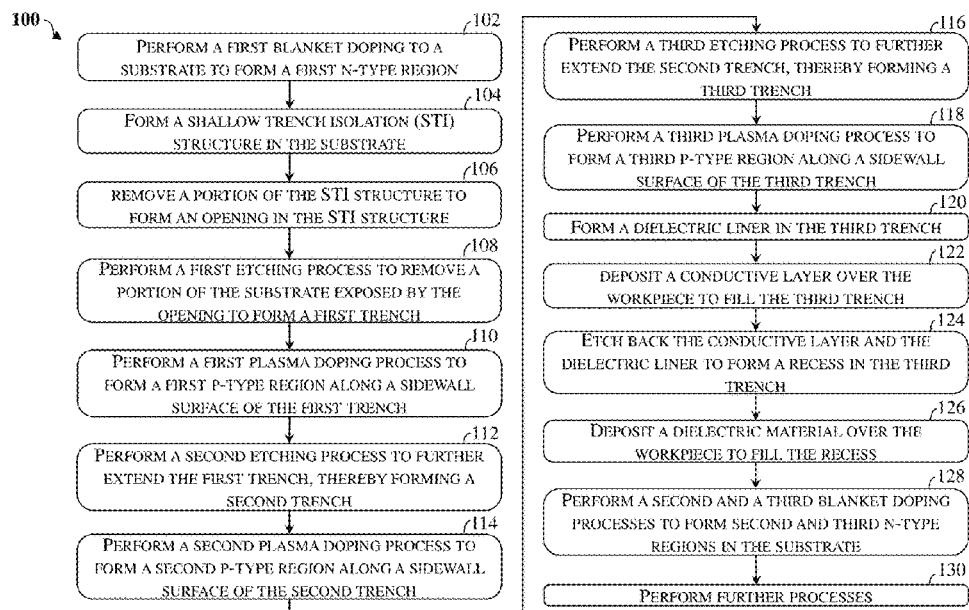 100
102
PERFORM A FIRST BLANKET DOPING TO A
SUBSTRATE TO FORM A FIRST N-TYPE REGION
104
FORM A SHALLOW TRENCH ISOLATION (STI)
STRUCTURE IN THE SUBSTRATE
106
REMOVE A PORTION OF THE STI STRUCTURE TO
FORM AN OPENING IN THE STI STRUCTURE
108
PERFORM A FIRST ETCHING PROCESS TO REMOVE A
PORTION OF THE SUBSTRATE EXPOSED BY THE
OPENING TO FORM A FIRST TRENCH
110
PERFORM A FIRST PLASMA DOPING PROCESS TO
FORM A FIRST P-TYPE REGION ALONG A SIDEWALL
SURFACE OF THE FIRST TRENCH
112
PERFORM A SECOND ETCHING PROCESS TO FURTHER
EXTEND THE FIRST TRENCH, THEREBY FORMING A
SECOND TRENCH
114
PERFORM A SECOND PLASMA DOPING PROCESS TO
FORM A SECOND P-TYPE REGION ALONG A SIDEWALL
SURFACE OF THE SECOND TRENCH
116
PERFORM A THIRD ETCHING PROCESS TO FURTHER
EXTEND THE SECOND TRENCH, THEREBY FORMING A
THIRD TRENCH
118
PERFORM A THIRD PLASMA DOPING PROCESS TO
FORM A THIRD P-TYPE REGION ALONG A SIDEWALL
SURFACE OF THE THIRD TRENCH
120
FORM A DIELECTRIC LINER IN THE THIRD TRENCH
122
DEPOSIT A CONDUCTIVE LAYER OVER THE
WORKPIECE TO FILL THE THIRD TRENCH
124
ETCH BACK THE CONDUCTIVE LAYER AND THE
DIELECTRIC LINER TO FORM A RECESS IN THE THIRD
TRENCH
126
DEPOSIT A DIELECTRIC MATERIAL OVER THE
WORKPIECE TO FILL THE RECESS
128
PERFORM A SECOND AND A THIRD BLANKET DOPING
PROCESSES TO FORM SECOND AND THIRD N-TYPE
REGIONS IN THE SUBSTRATE
130
PERFORM FURTHER PROCESSES